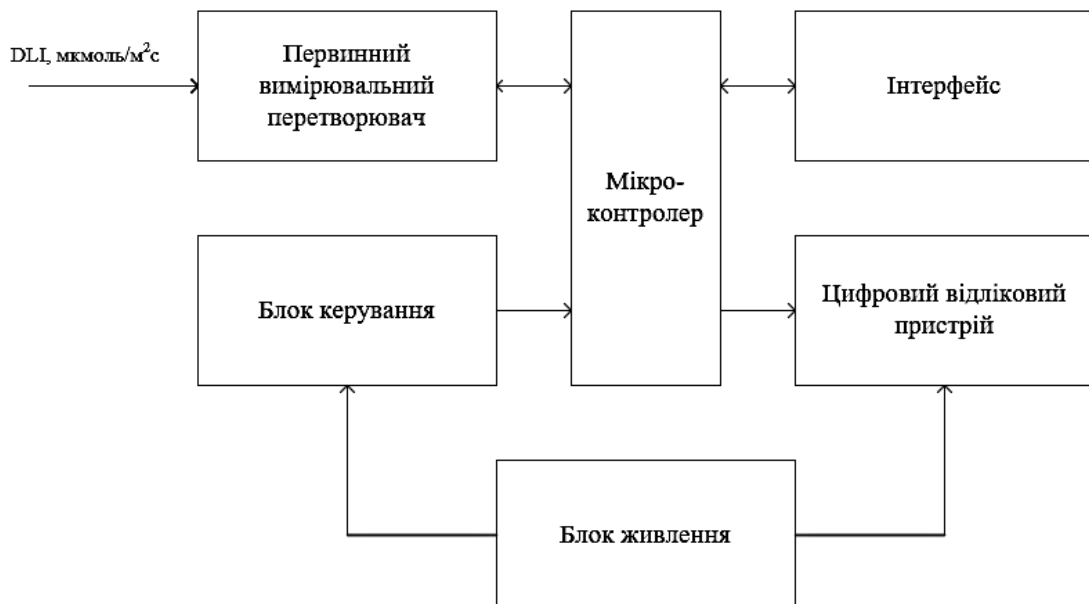 DLI, мкмоль/м²с
Первинний
вимірювальний
перетворювач
Інтерфейс
Мікро-
контролер
Блок керування
Цифровий відліковий
пристрій
Блок живлення